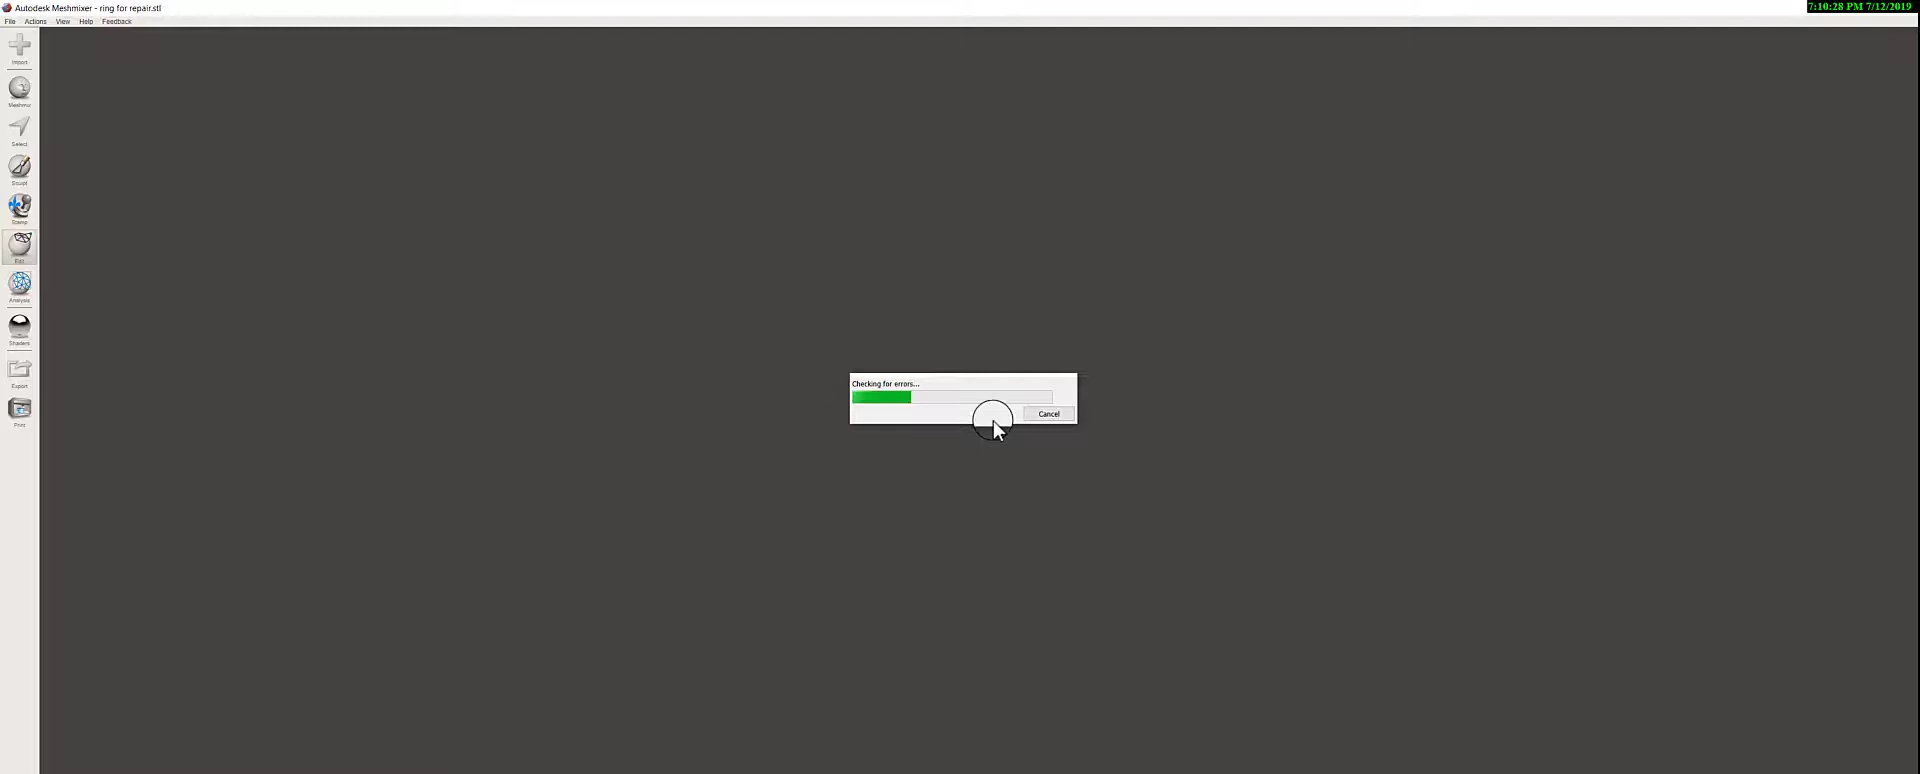 Autodesk Meshmixer - ring for repair.stl
7:10:28 PM 7/12/2019
File Actions View Help Feedback
Import
Meshmix
Select
Sculpt
Stamp
Edit
Analysis
Shaders
Export
Print
Checking for errors...
Cancel